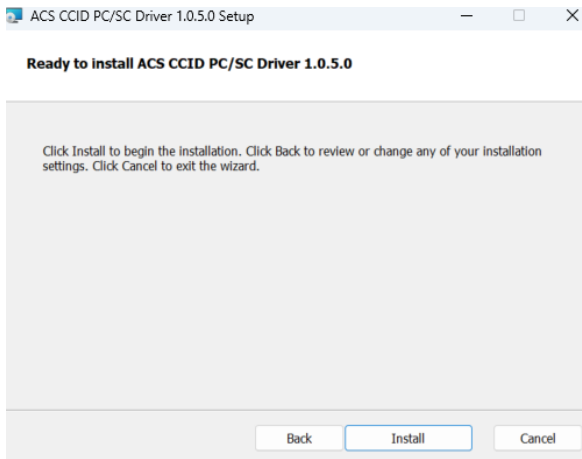 ACS CCID PC/SC Driver 1.0.5.0 Setup
Ready to install ACS CCID PC/SC Driver 1.0.5.0
Click Install to begin the installation. Click Back to review or change any of your installation
settings. Click Cancel to exit the wizard.
Back Install Cancel